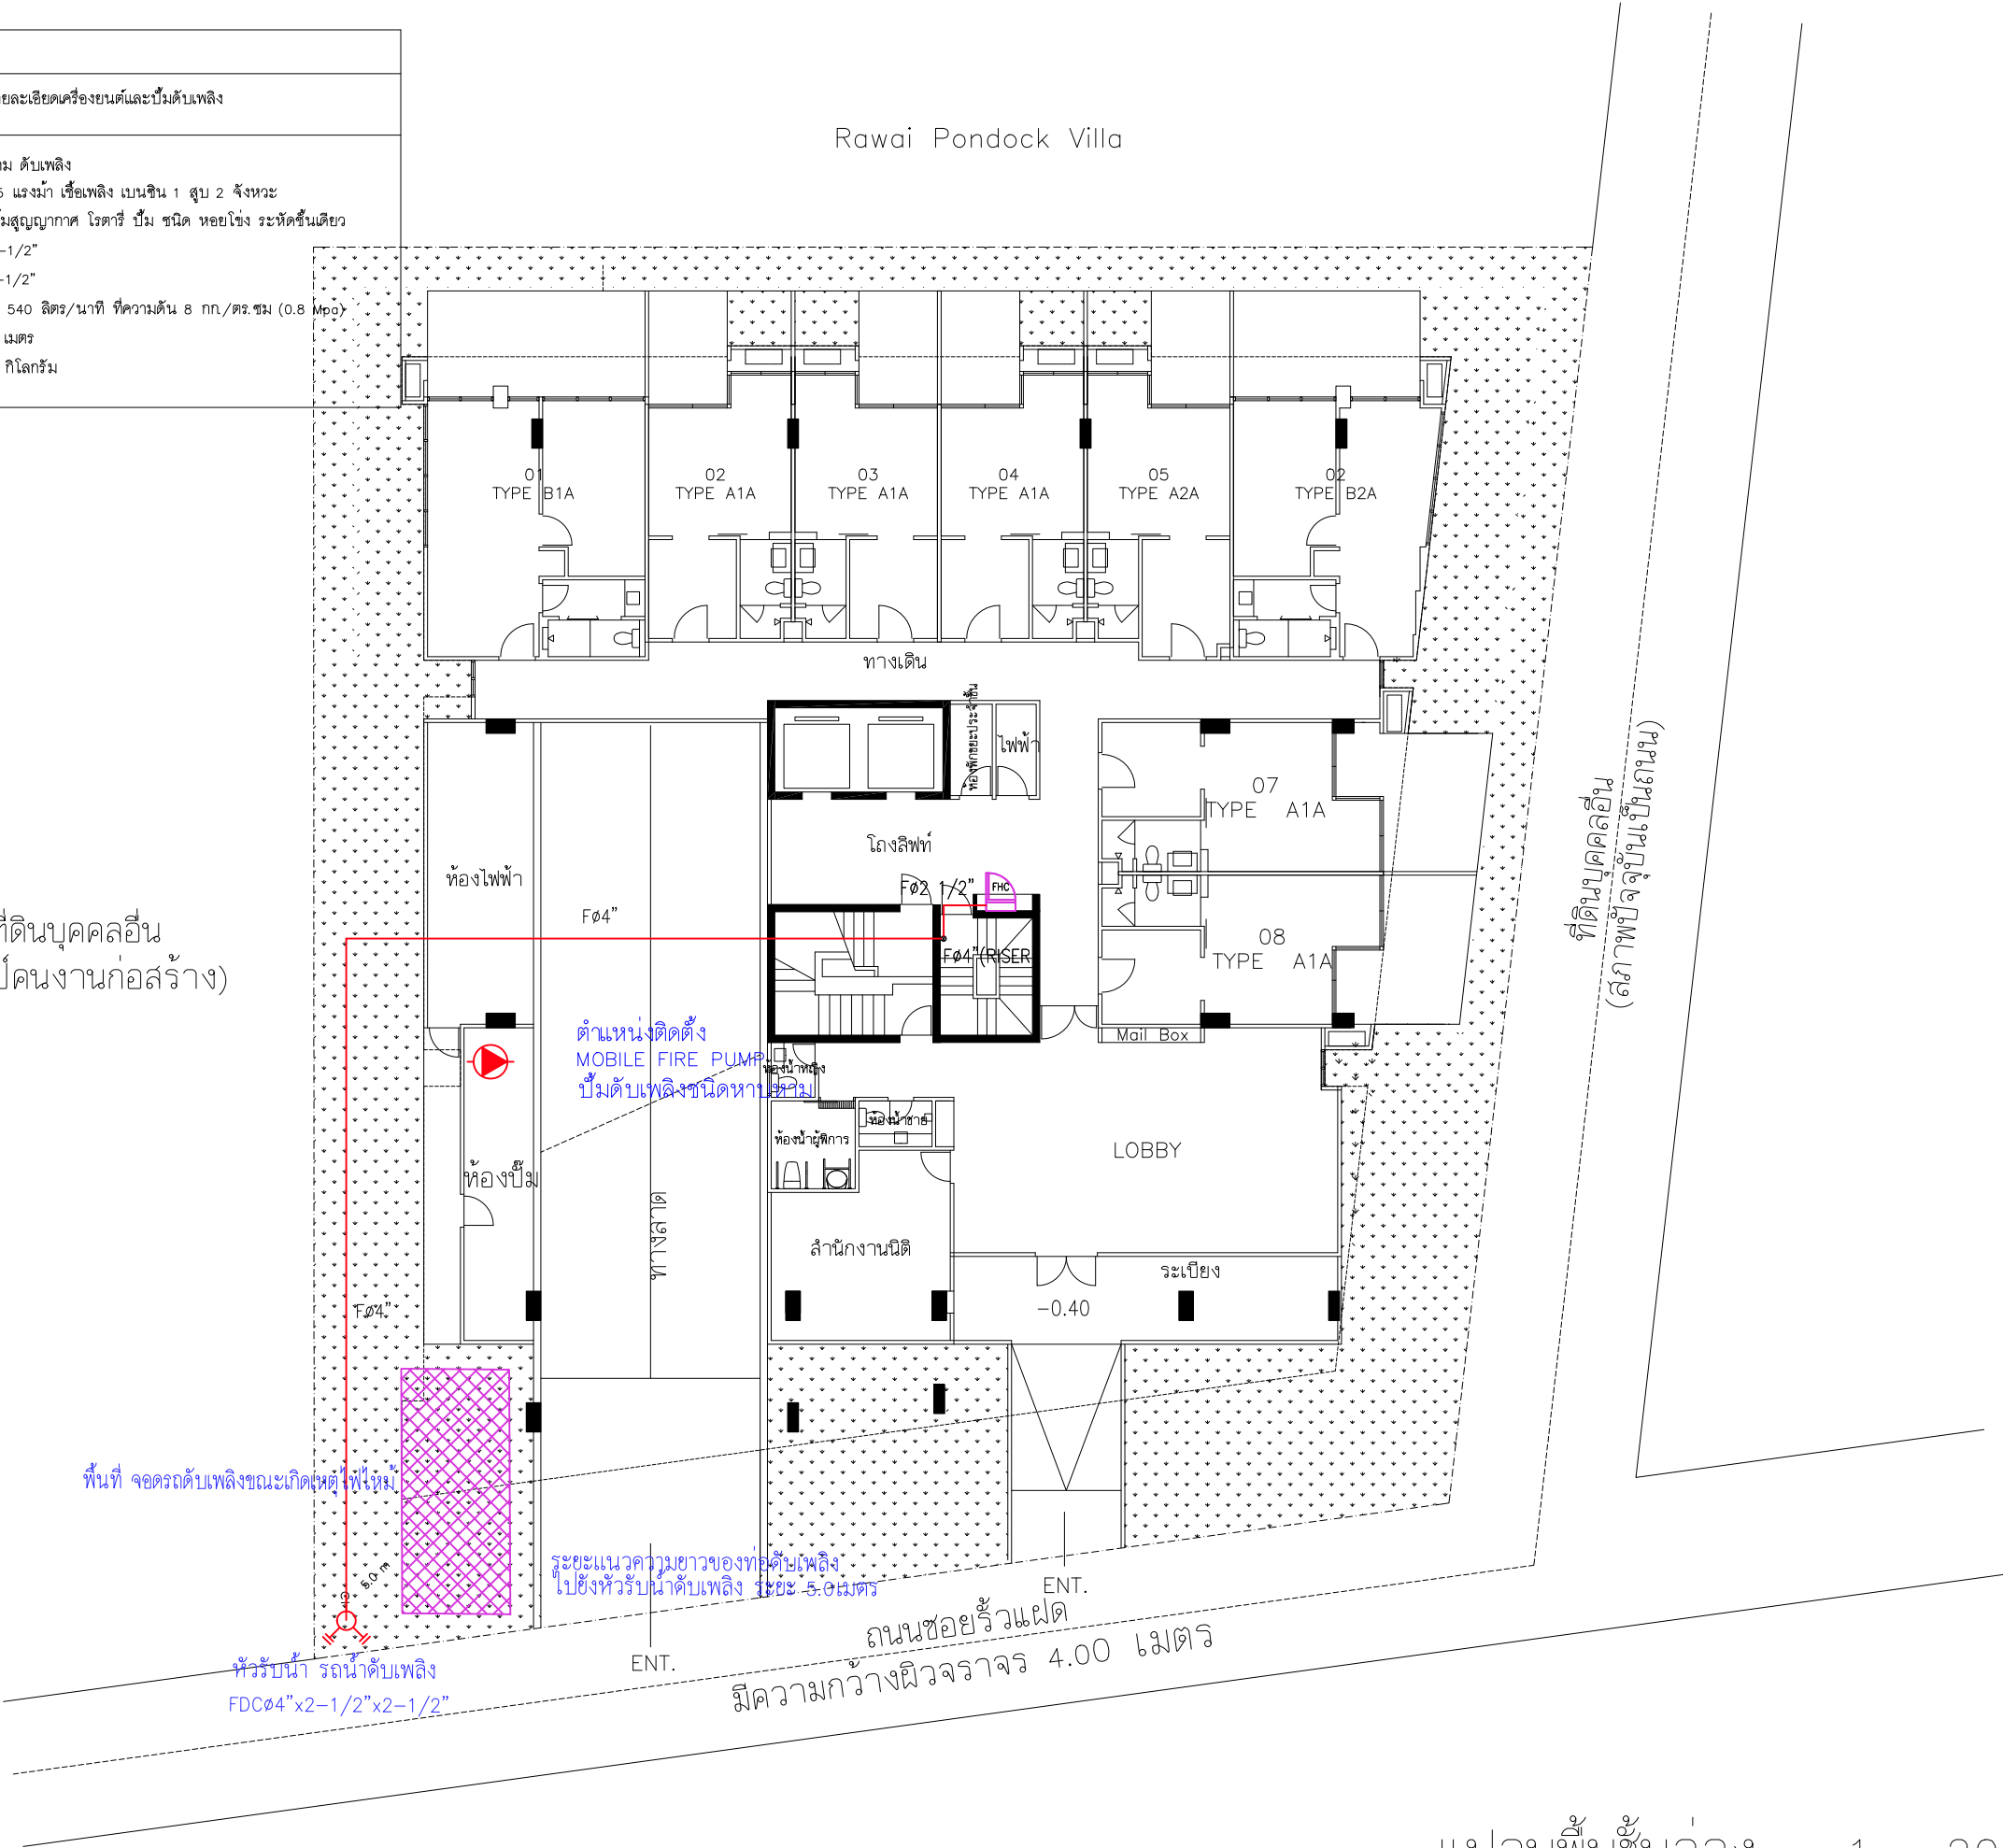 ยละเอียดเครื่องยนต์และปั๊มดับเพลิง
ดับเพลิง
แรงม้า เชื้อเพลิง เบนซิน 1 สูบ 2 จังหวะ
โรตารี่ ปั๊ม ชนิด หอยโข่ง ระหัดชั้นเดียว
-1/2"
-1/2"
540 ลิตร/นาที ที่ความดัน 8 กก./ตร.ซม (0.8 Mpa)
เมตร
กิโลกรัม
Rawai Pondock Villa
01
TYPE B1A
02
TYPE A1A
03
TYPE A1A
04
TYPE A1A
05
TYPE A2A
02
TYPE B2A
ทางเดิน
ห้องพักขยะประจำชั้น
ไฟฟ้า
07
TYPE A1A
โถงลิฟท์
ห้องไฟฟ้า
Fø2 1/2"
FHC
Fø4"
ที่ดินบุคคลอื่น
คนงานก่อสร้าง)
Fø4"(RISER
08
TYPE A1A
ที่ดินบุคคลอื่น
(สภาพปัจจุบันเป็นถนน)
ตำแหน่งติดตั้ง
MOBILE FIRE PUMP
ปั๊มดับเพลิงชนิดหาบหาม
Mail Box
ห้องน้ำหญิง
ห้องน้ำชาย
ห้องน้ำผู้พิการ
LOBBY
ห้องปั๊ม
ทางลาด
สำนักงานนิติ
ระเบียง
-0.40
Fø4"
พื้นที่ จอดรถดับเพลิงขณะเกิดเหตุไฟไหม้
5.0 m
ระยะแนวความยาวของท่อดับเพลิง
ไปยังหัวรับน้ำดับเพลิง ระยะ 5.0เมตร
ENT.
ENT.
ถนนซอยรั้วแฝด
มีความกว้างผิวจราจร 4.00 เมตร
หัวรับน้ำ รถน้ำดับเพลิง
FDCø4"x2-1/2"x2-1/2"